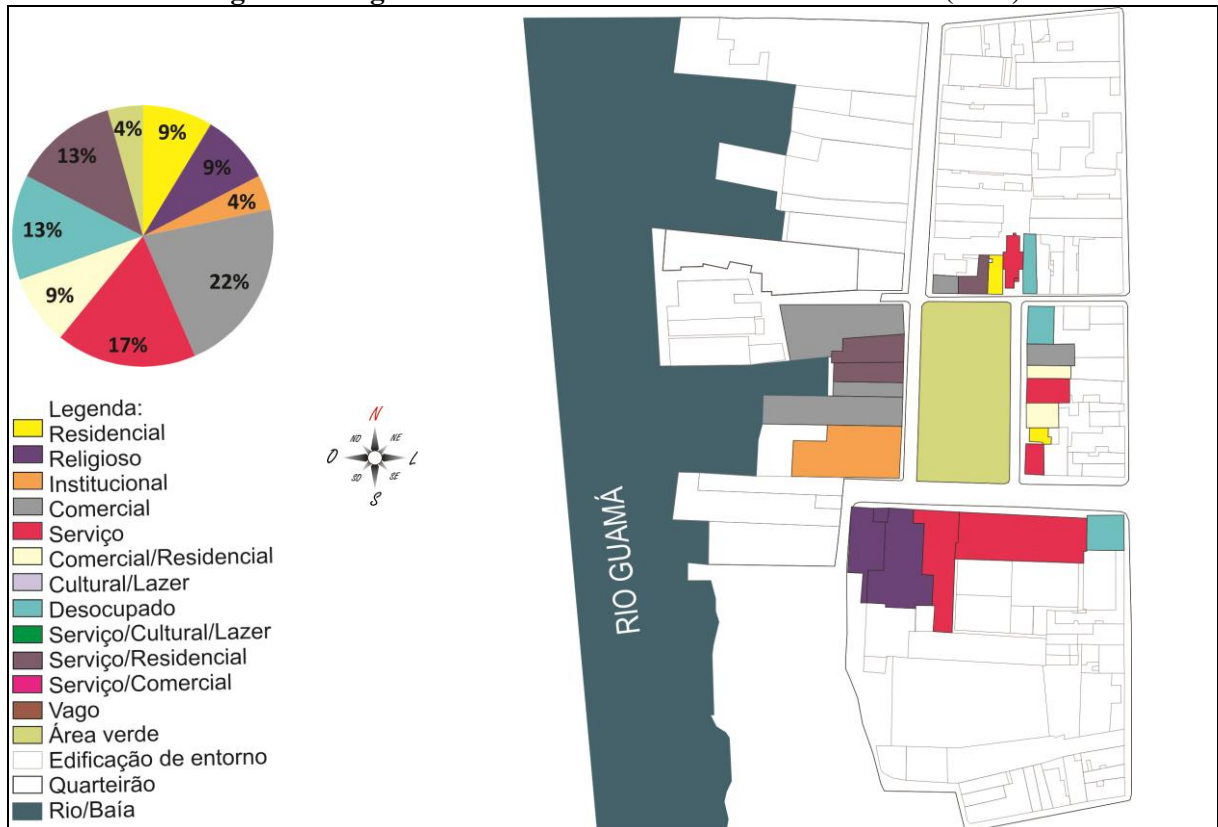 4%
9%
13%
9%
4%
13%
22%
9%
17%
Legenda:
Residencial
Religioso
Institucional
Comercial
Serviço
Comercial/Residencial
Cultural/Lazer
Desocupado
Serviço/Cultural/Lazer
Serviço/Residencial
Serviço/Comercial
Vago
Área verde
Edificação de entorno
Quarteirão
Rio/Baía
N
ND
NE
O
L
SD
SE
S
RIO GUAMÁ